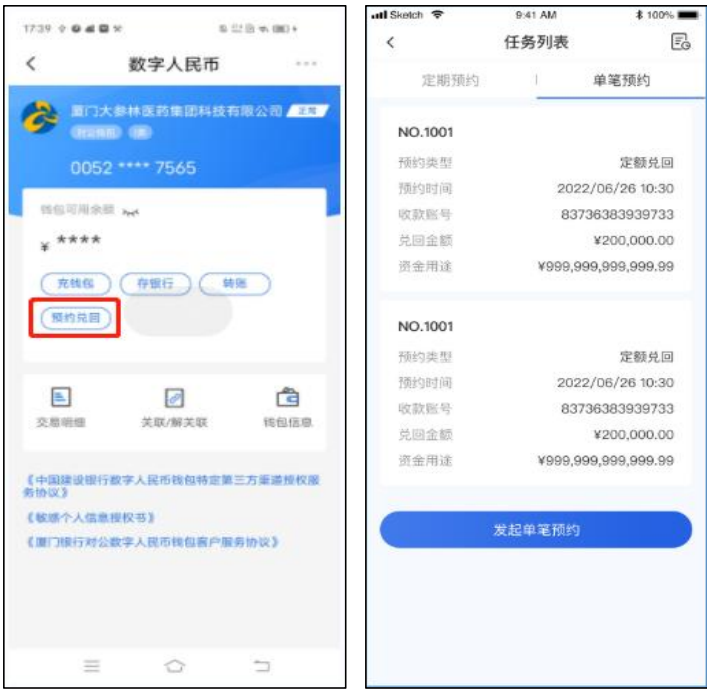 17:39
数字人民币
厦门大参林医药集团科技有限公司 正常
对公钱包
0052 **** 7565
钱包可用余额
¥ ****
充钱包 存银行 转账
预约兑回
交易明细 关联/解关联 钱包信息
《中国建设银行数字人民币钱包特定第三方渠道授权服
务协议》
《敏感个人信息授权书》
《厦门银行对公数字人民币钱包客户服务协议》
Sketch 9:41 AM 100%
任务列表
定期预约 单笔预约
NO.1001
预约类型 定额兑回
预约时间 2022/06/26 10:30
收款账号 83736383939733
兑回金额 ¥200,000.00
资金用途 ¥999,999,999,999.99
NO.1001
预约类型 定额兑回
预约时间 2022/06/26 10:30
收款账号 83736383939733
兑回金额 ¥200,000.00
资金用途 ¥999,999,999,999.99
发起单笔预约